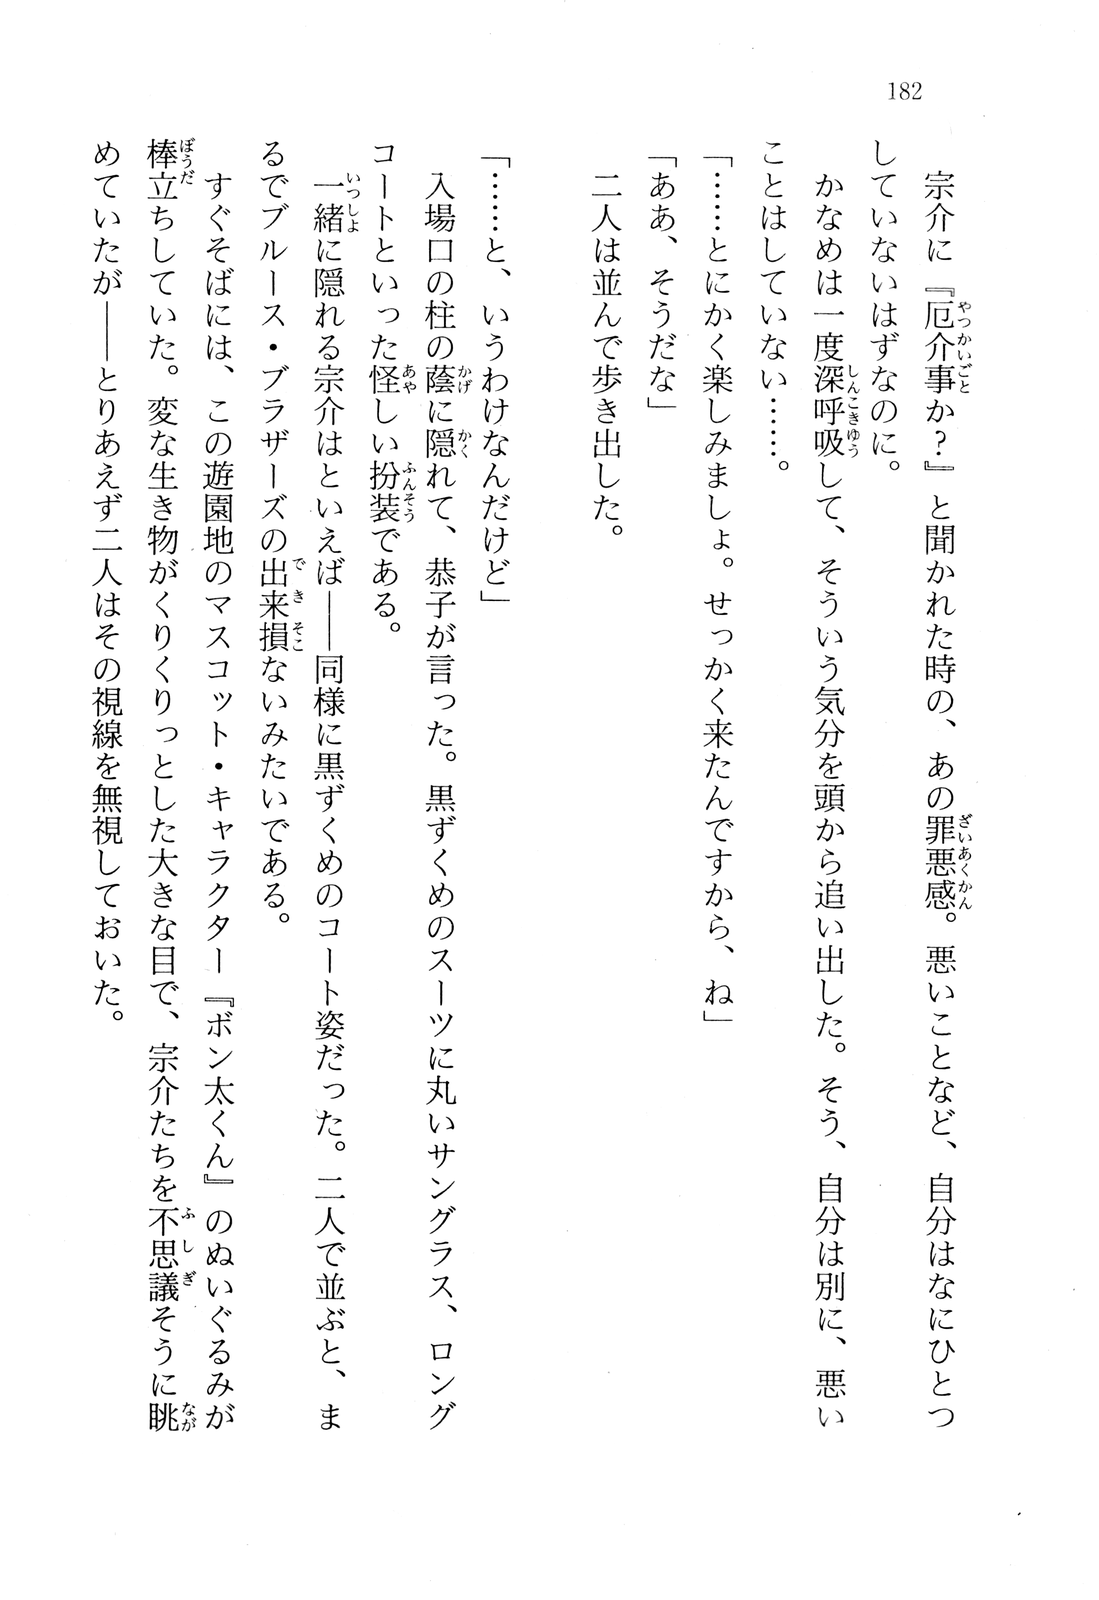 182
　宗介に『厄介事か？』と聞かれた時の、あの罪悪感。悪いことなど、自分はなにひとつ
していないはずなのに。
　かなめは一度深呼吸して、そういう気分を頭から追い出した。そう、自分は別に、悪い
ことはしていない……。
「……とにかく楽しみましょ。せっかく来たんですから、ね」
「ああ、そうだな」
　二人は並んで歩き出した。
「……と、いうわけなんだけど」
　入場口の柱の蔭に隠れて、恭子が言った。黒ずくめのスーツに丸いサングラス、ロング
コートといった怪しい扮装である。
　一緒に隠れる宗介はといえば――同様に黒ずくめのコート姿だった。二人で並ぶと、ま
るでブルース・ブラザーズの出来損ないみたいである。
　すぐそばには、この遊園地のマスコット・キャラクター『ボン太くん』のぬいぐるみが
棒立ちしていた。変な生き物がくりくりっとした大きな目で、宗介たちを不思議そうに眺
めていたが――とりあえず二人はその視線を無視しておいた。